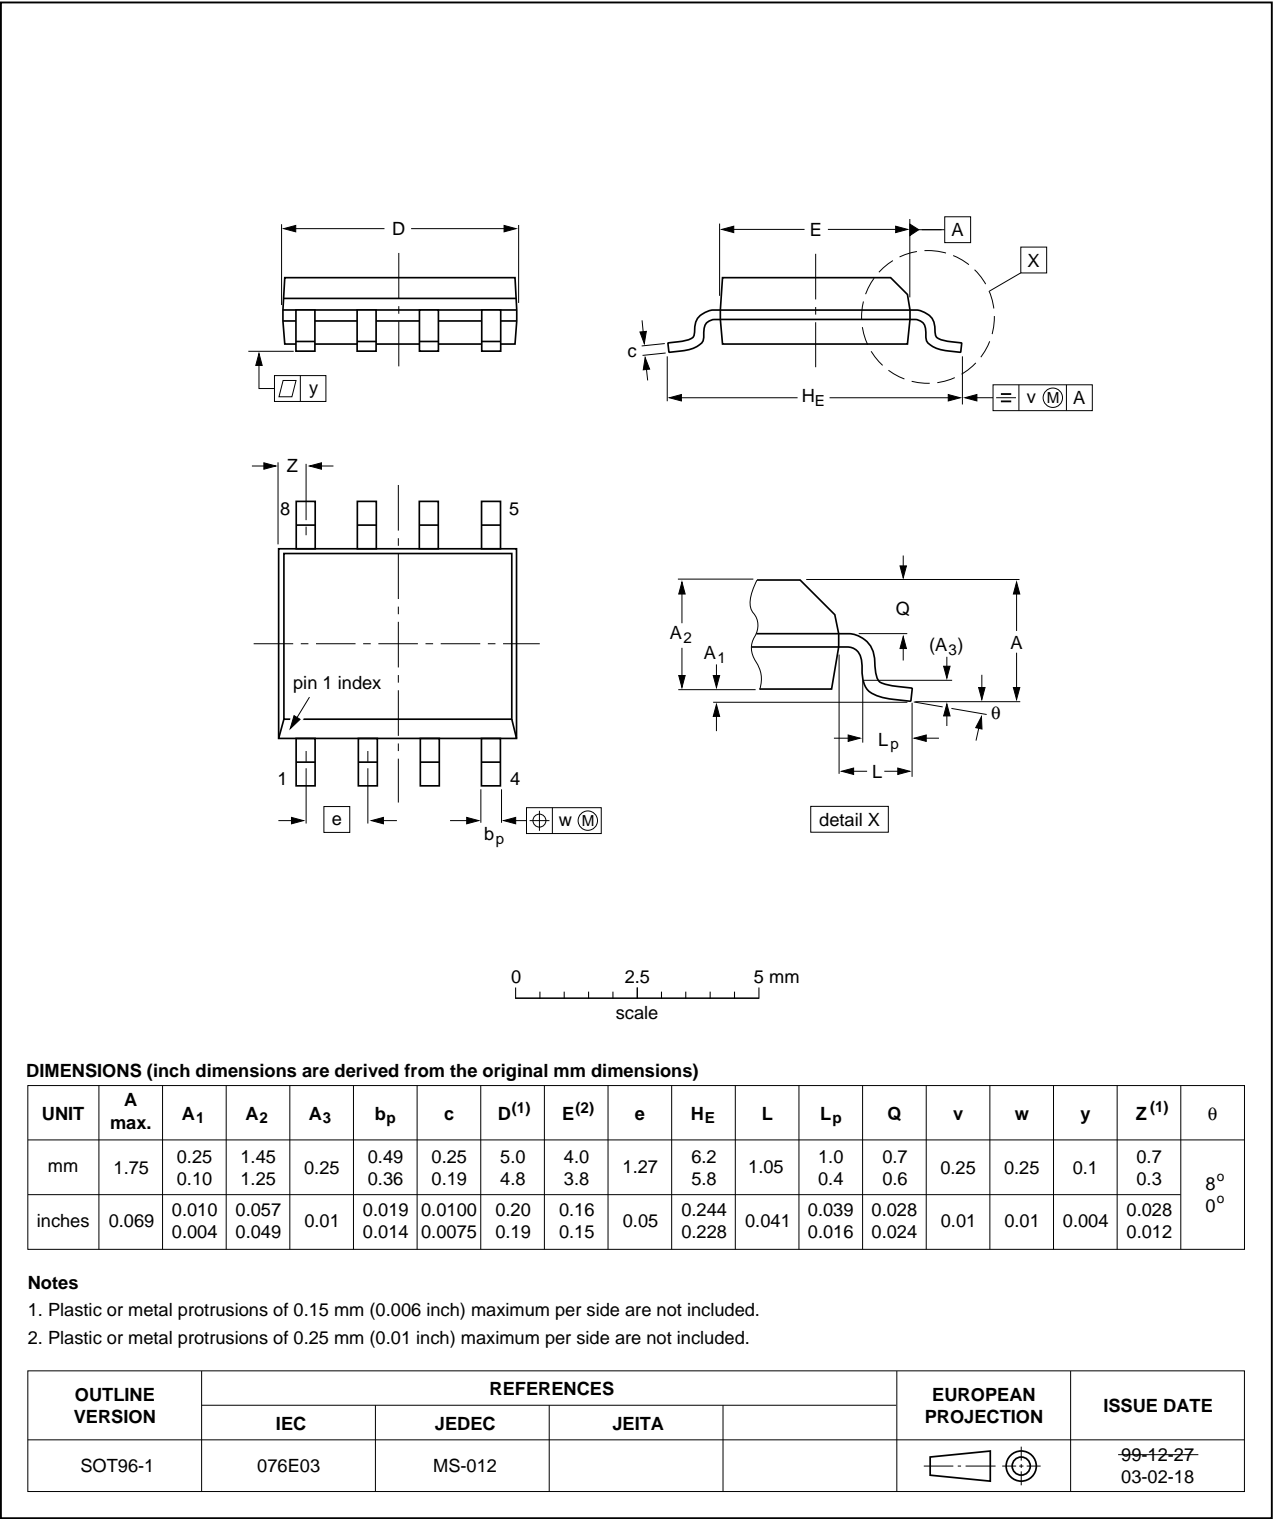 D
E
A
X
c
y
HE
v Ⓜ A
Z
8
5
pin 1 index
1
4
e
bp
w Ⓜ
A2
A1
Q
(A3)
A
θ
Lp
L
detail X
0 2.5 5 mm
scale
DIMENSIONS (inch dimensions are derived from the original mm dimensions)
UNIT A max. A1 A2 A3 bp c D(1) E(2) e HE L Lp Q v w y Z(1) θ
mm 1.75 0.25 0.10 1.45 1.25 0.25 0.49 0.36 0.25 0.19 5.0 4.8 4.0 3.8 1.27 6.2 5.8 1.05 1.0 0.4 0.7 0.6 0.25 0.25 0.1 0.7 0.3 8° 0°
inches 0.069 0.010 0.004 0.057 0.049 0.01 0.019 0.014 0.0100 0.0075 0.20 0.19 0.16 0.15 0.05 0.244 0.228 0.041 0.039 0.016 0.028 0.024 0.01 0.01 0.004 0.028 0.012
Notes
1. Plastic or metal protrusions of 0.15 mm (0.006 inch) maximum per side are not included.
2. Plastic or metal protrusions of 0.25 mm (0.01 inch) maximum per side are not included.
OUTLINE VERSION REFERENCES EUROPEAN PROJECTION ISSUE DATE
IEC JEDEC JEITA
SOT96-1 076E03 MS-012 99-12-27
03-02-18